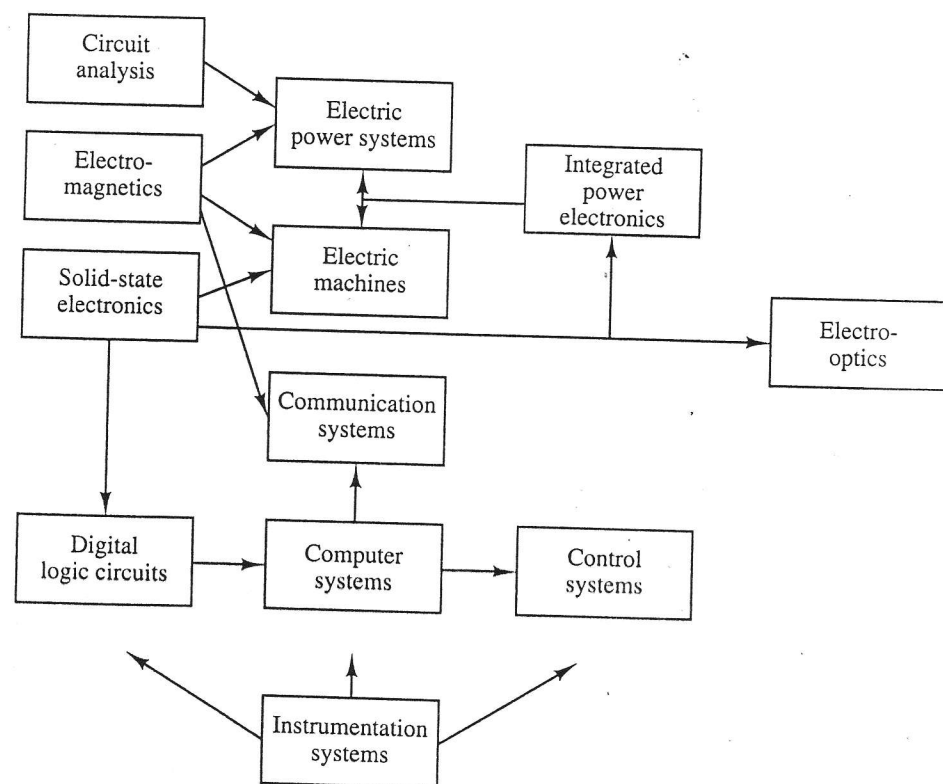 Circuit
analysis
Electric
power systems
Electro-
magnetics
Integrated
power
electronics
Electric
machines
Solid-state
electronics
Electro-
optics
Communication
systems
Digital
logic circuits
Computer
systems
Control
systems
Instrumentation
systems